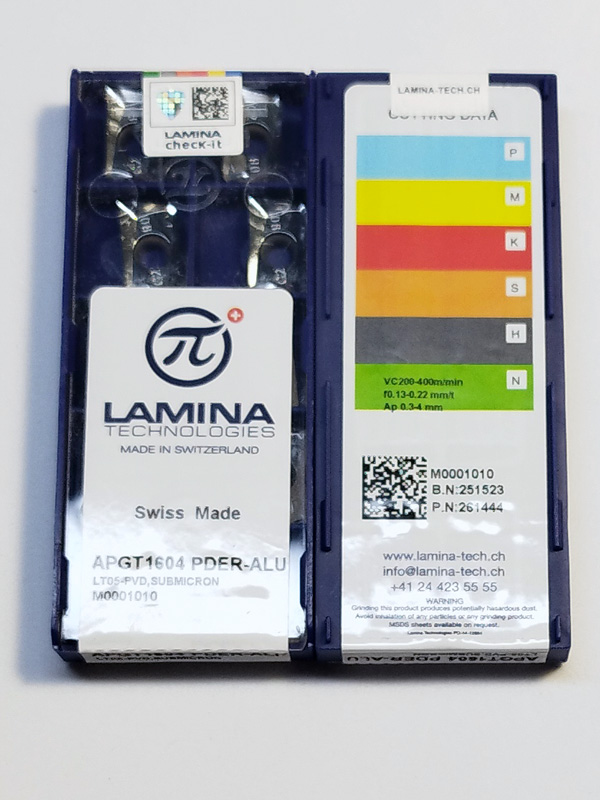 LAMINA
check-it
π
LAMINA
TECHNOLOGIES
MADE IN SWITZERLAND
Swiss Made
APGT1604 PDER-ALU
LT05-PVD,SUBMICRON
M0001010
LAMINA-TECH.CH
CUTTING DATA
P
M
K
S
H
N
VC200-400m/min
f0.13-0.22 mm/t
Ap 0.3-4 mm
M0001010
B.N:251523
P.N:261444
www.lamina-tech.ch
info@lamina-tech.ch
+41 24 423 55 55
WARNING
Grinding this product produces potentially hazardous dust.
Avoid inhalation of any particles or any grinding product.
MSDS sheets available on request.
APGT1604 PDER-ALU